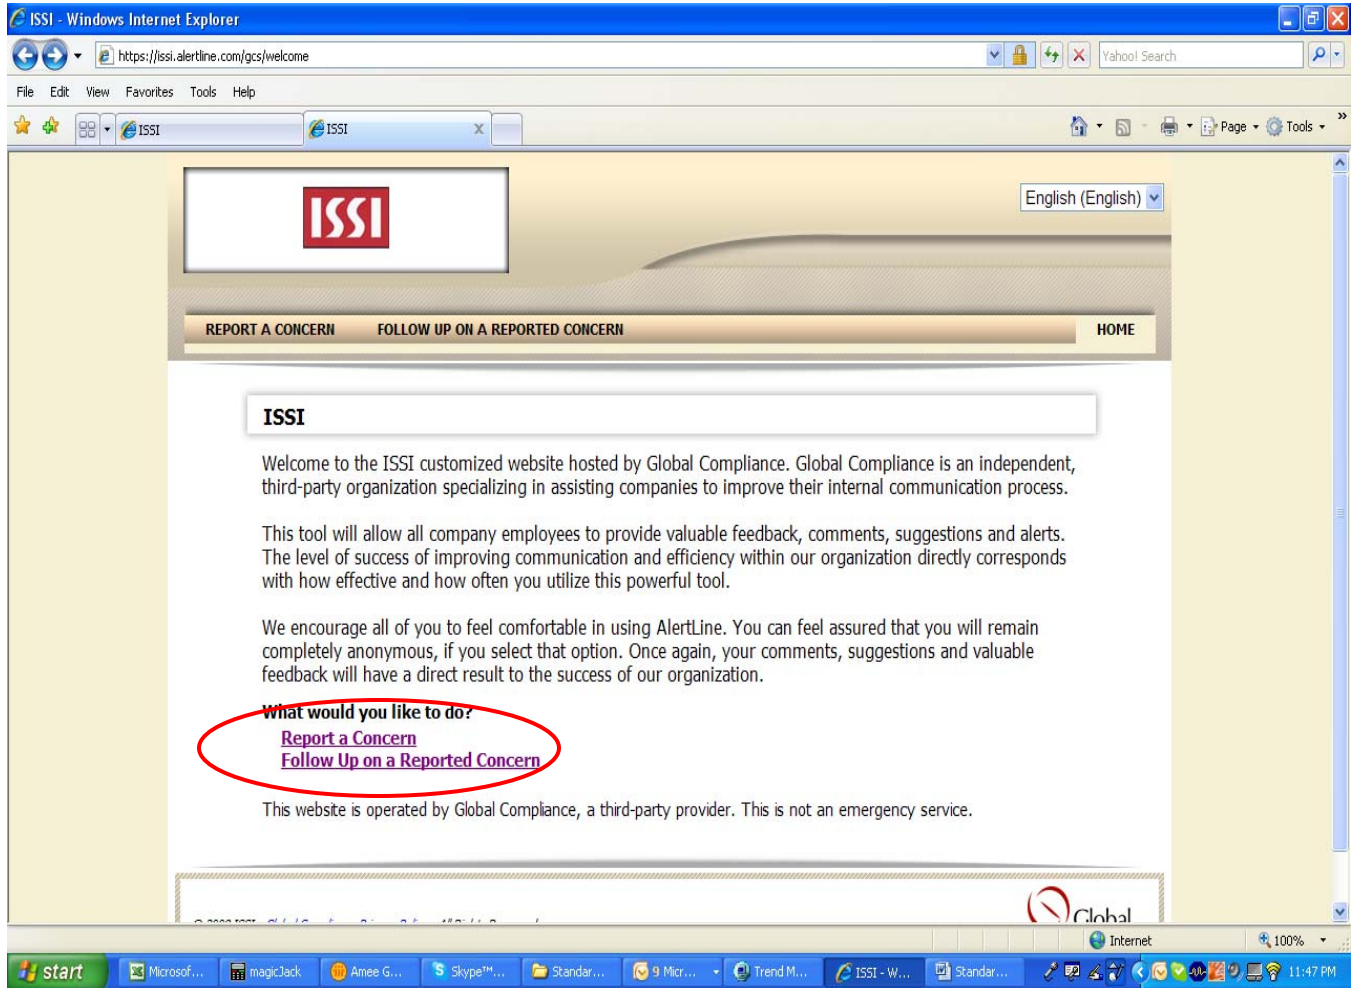 ISSI - Windows Internet Explorer
https://issi.alertline.com/gcs/welcome
Yahoo! Search
File Edit View Favorites Tools Help
ISSI
ISSI
Page
Tools
ISSI
English (English)
REPORT A CONCERN FOLLOW UP ON A REPORTED CONCERN HOME
ISSI
Welcome to the ISSI customized website hosted by Global Compliance. Global Compliance is an independent,
third-party organization specializing in assisting companies to improve their internal communication process.
This tool will allow all company employees to provide valuable feedback, comments, suggestions and alerts.
The level of success of improving communication and efficiency within our organization directly corresponds
with how effective and how often you utilize this powerful tool.
We encourage all of you to feel comfortable in using AlertLine. You can feel assured that you will remain
completely anonymous, if you select that option. Once again, your comments, suggestions and valuable
feedback will have a direct result to the success of our organization.
What would you like to do?
Report a Concern
Follow Up on a Reported Concern
This website is operated by Global Compliance, a third-party provider. This is not an emergency service.
Global
Internet
100%
start
Microsof...
magicJack
Amee G...
Skype™...
Standar...
9 Micr...
Trend M...
ISSI - W...
Standar...
11:47 PM